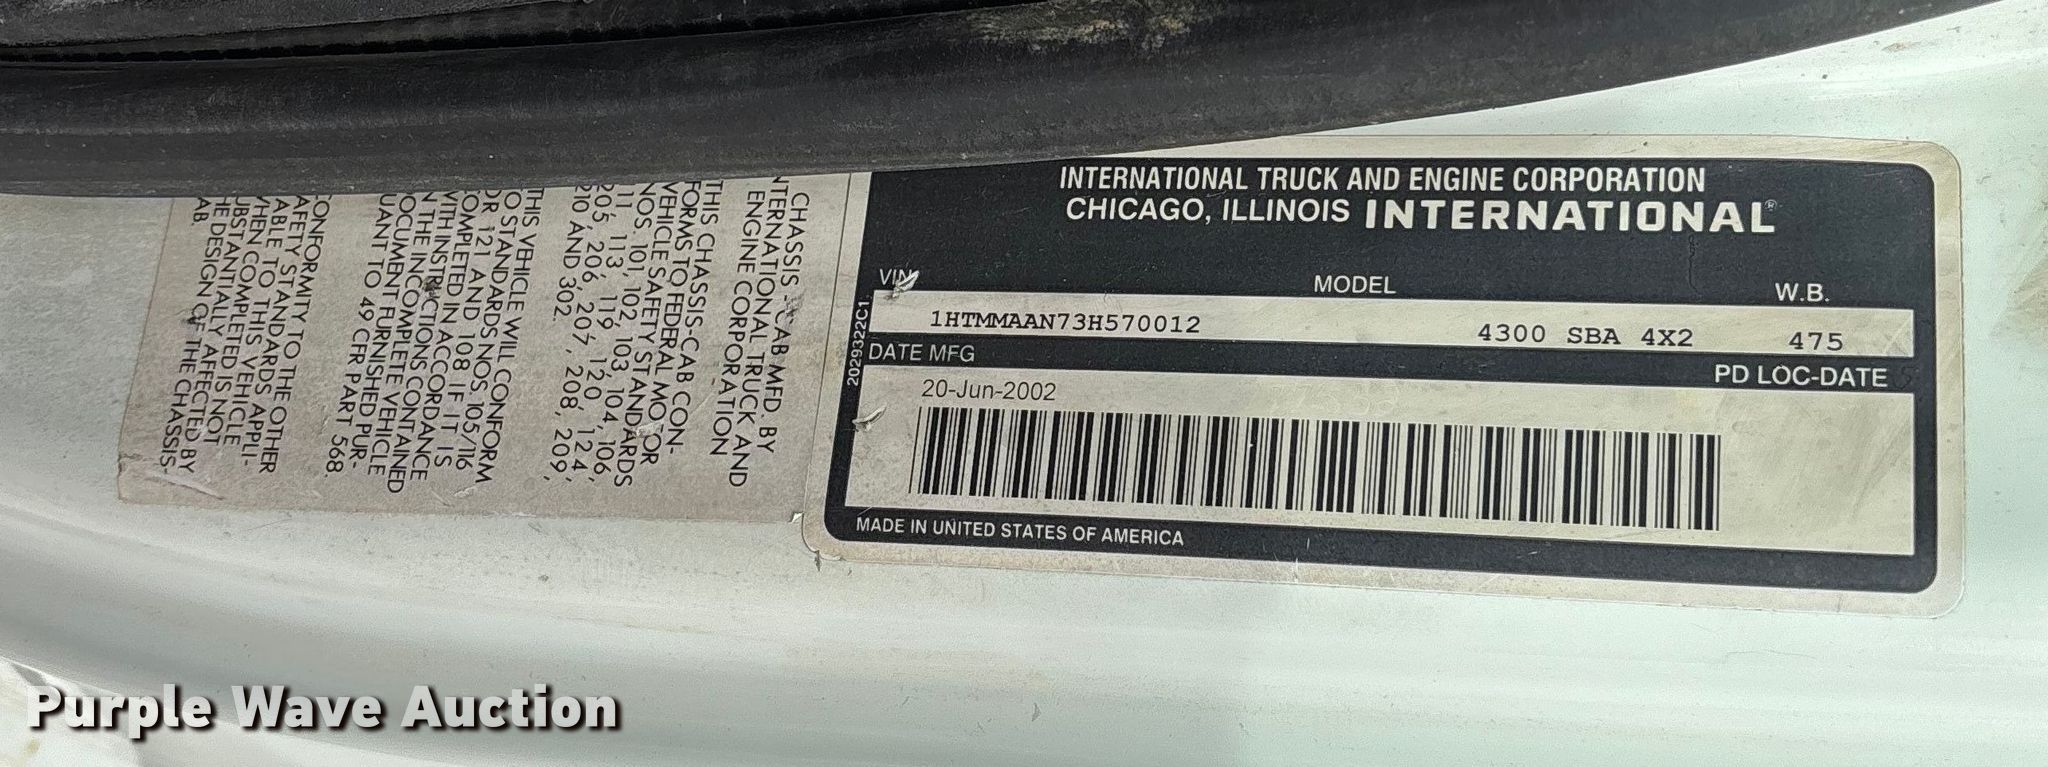 INTERNATIONAL TRUCK AND ENGINE CORPORATION
CHICAGO, ILLINOIS INTERNATIONAL®
VIN MODEL W.B.
1HTMMAAN73H570012 4300 SBA 4X2 475
DATE MFG PD LOC-DATE
20-Jun-2002
MADE IN UNITED STATES OF AMERICA
2029322C1
CHASSIS-CAB MFD. BY
INTERNATIONAL TRUCK AND
ENGINE CORPORATION
THIS CHASSIS-CAB CON-
FORMS TO FEDERAL MOTOR
VEHICLE SAFETY STANDARDS
NOS. 101, 102, 103, 104, 106,
111, 113, 119, 120, 124,
205, 206, 207, 208, 209,
210 AND 302.
THIS VEHICLE WILL CONFORM
TO STANDARDS NOS. 105/116
OR 121 AND 108 IF IT IS
COMPLETED IN ACCORDANCE
WITH INSTRUCTIONS CONTAINED
IN THE INCOMPLETE VEHICLE
DOCUMENT FURNISHED PUR-
SUANT TO 49 CFR PART 568.
CONFORMITY TO THE OTHER
SAFETY STANDARDS APPLI-
CABLE TO THIS VEHICLE
WHEN COMPLETED IS NOT
SUBSTANTIALLY AFFECTED BY
THE DESIGN OF THE CHASSIS-
CAB.
Purple Wave Auction